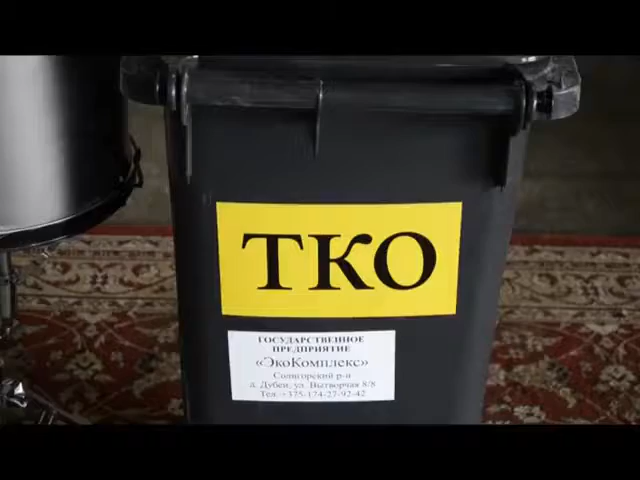 ТКО
ГОСУДАРСТВЕННОЕ
ПРЕДПРИЯТИЕ
«ЭкоКомплекс»
Солигорский р-н
д. Дубеи, ул. Вытворчая 8/8
Тел. +375-174-27-92-42